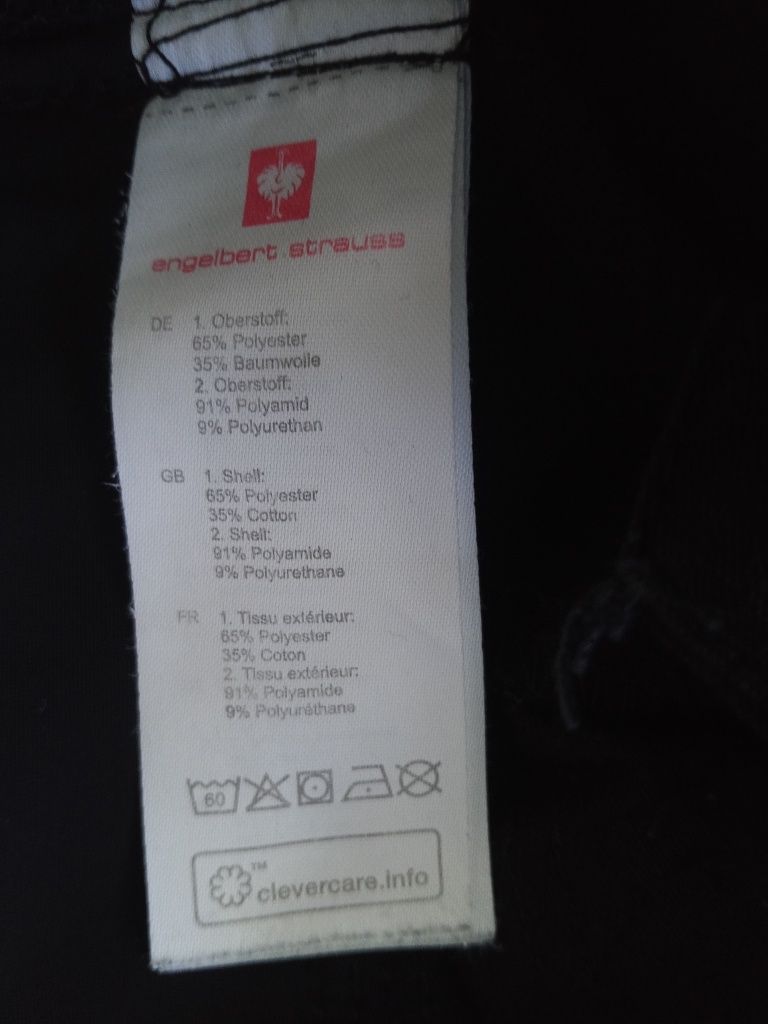 engelbert strauss
DE 1. Oberstoff:
65% Polyester
35% Baumwolle
2. Oberstoff:
91% Polyamid
9% Polyurethan
GB 1. Shell:
65% Polyester
35% Cotton
2. Shell:
91% Polyamide
9% Polyurethane
FR 1. Tissu extérieur:
65% Polyester
35% Coton
2. Tissu extérieur:
91% Polyamide
9% Polyuréthane
60
™ clevercare.info